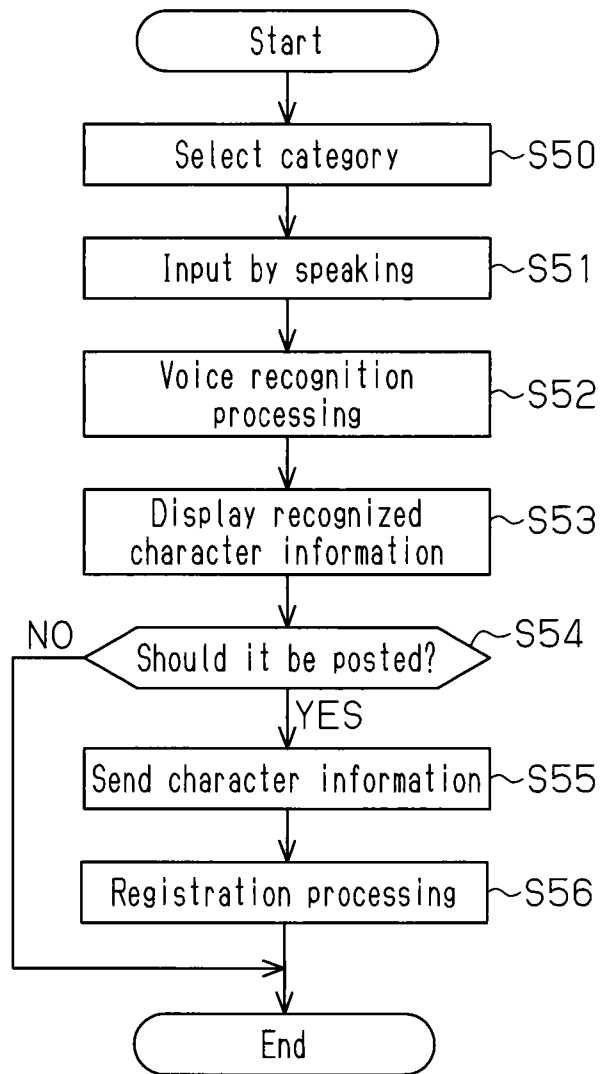 Start
Select category
S50
Input by speaking
S51
Voice recognition
processing
S52
Display recognized
character information
S53
NO
Should it be posted?
S54
YES
Send character information
S55
Registration processing
S56
End